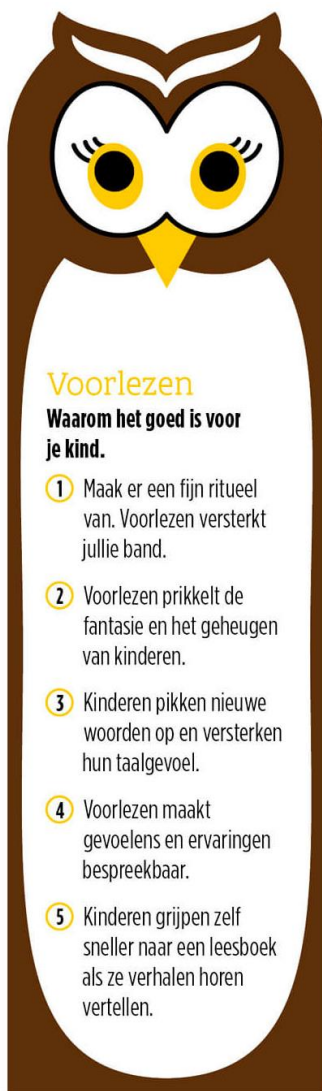 Voorlezen
Waarom het goed is voor
je kind.
1 Maak er een fijn ritueel
van. Voorlezen versterkt
jullie band.
2 Voorlezen prikkelt de
fantasie en het geheugen
van kinderen.
3 Kinderen pikken nieuwe
woorden op en versterken
hun taalgevoel.
4 Voorlezen maakt
gevoelens en ervaringen
bespreekbaar.
5 Kinderen grijpen zelf
sneller naar een leesboek
als ze verhalen horen
vertellen.